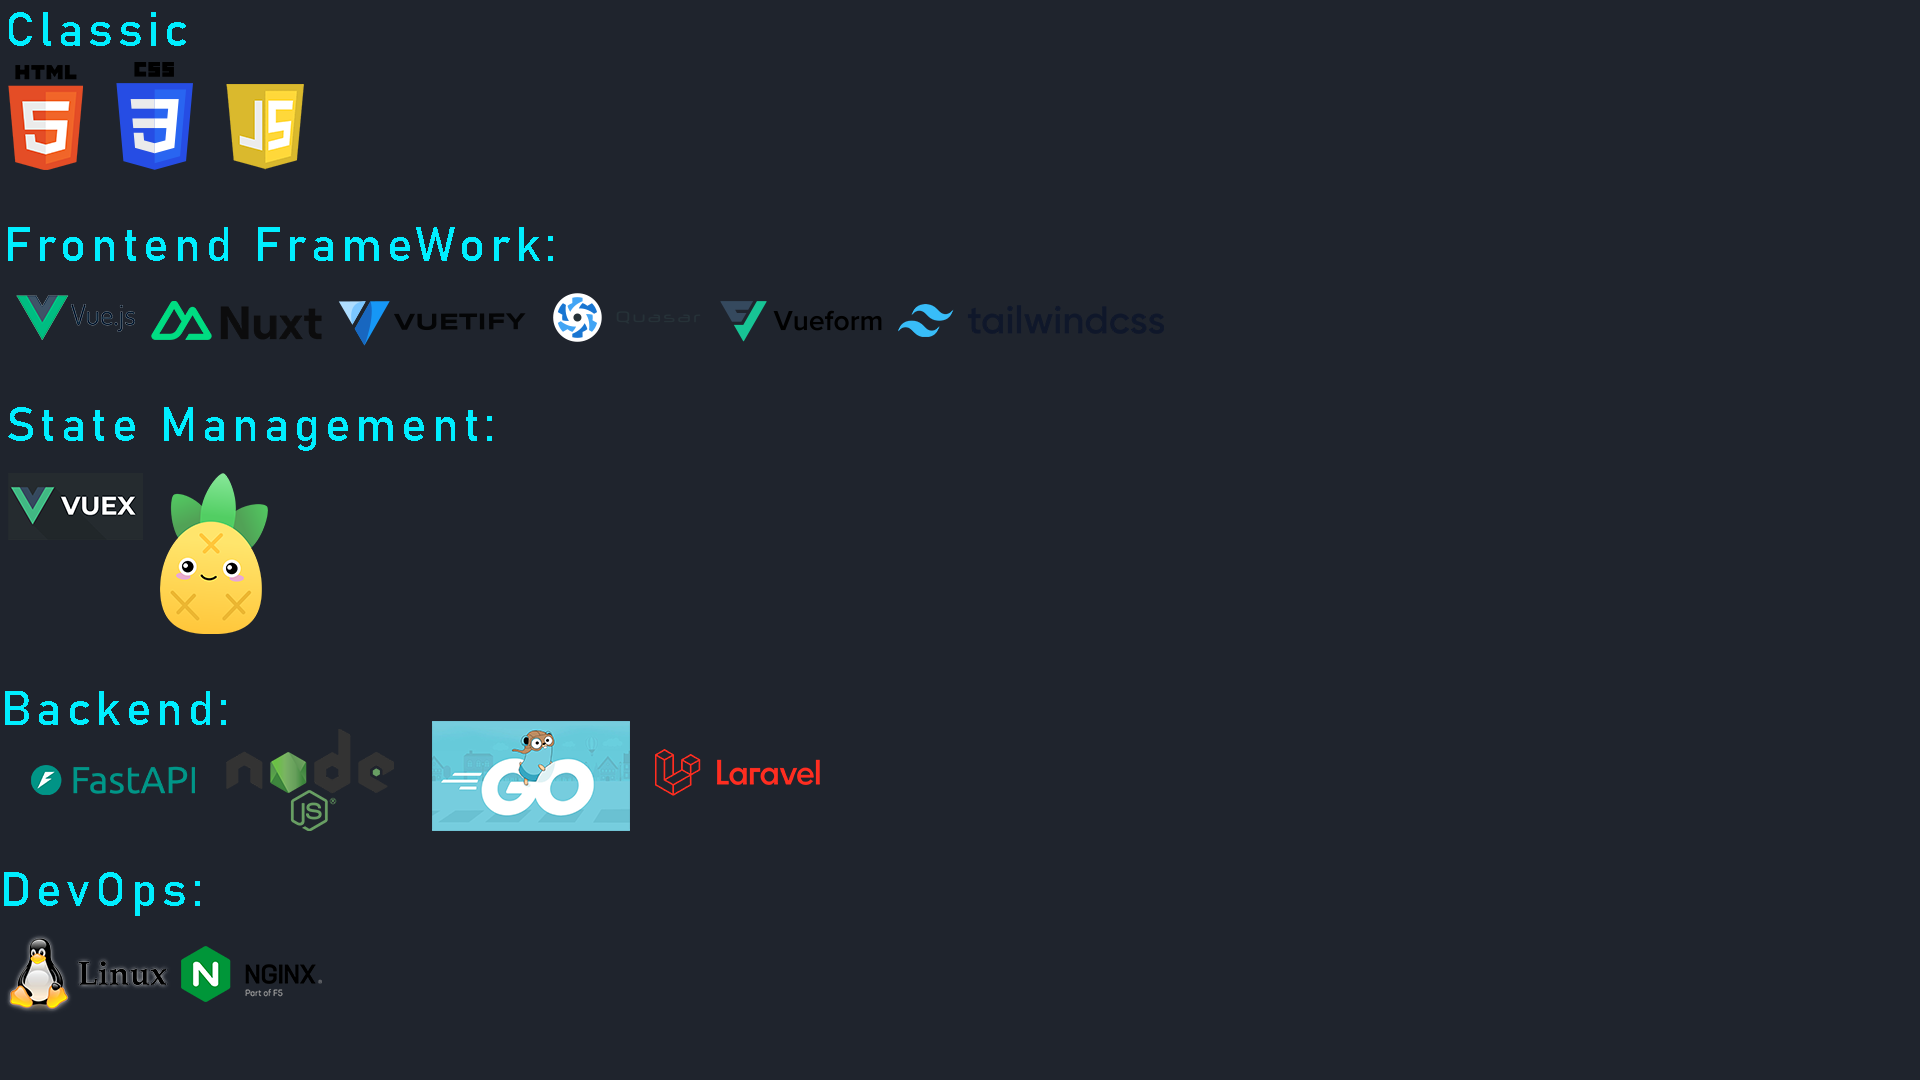 Classic
HTML CSS
5 3 JS
Frontend FrameWork:
Vue.js Nuxt VUETIFY Quasar Vueform tailwindcss
State Management:
VUEX
Backend:
FastAPI node GO Laravel
JS®
DevOps:
Linux N NGINX.
Part of F5